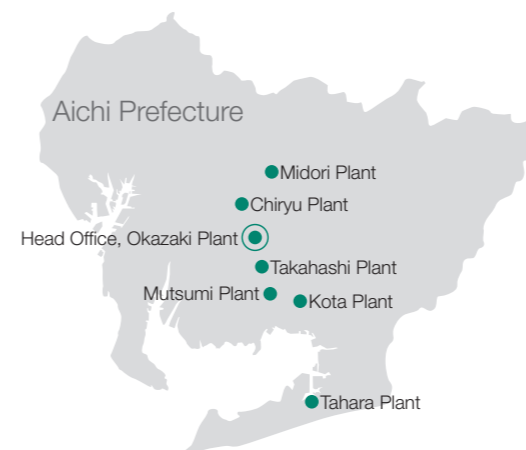 Aichi Prefecture
Midori Plant
Chiryu Plant
Head Office, Okazaki Plant
Takahashi Plant
Mutsumi Plant
Kota Plant
Tahara Plant